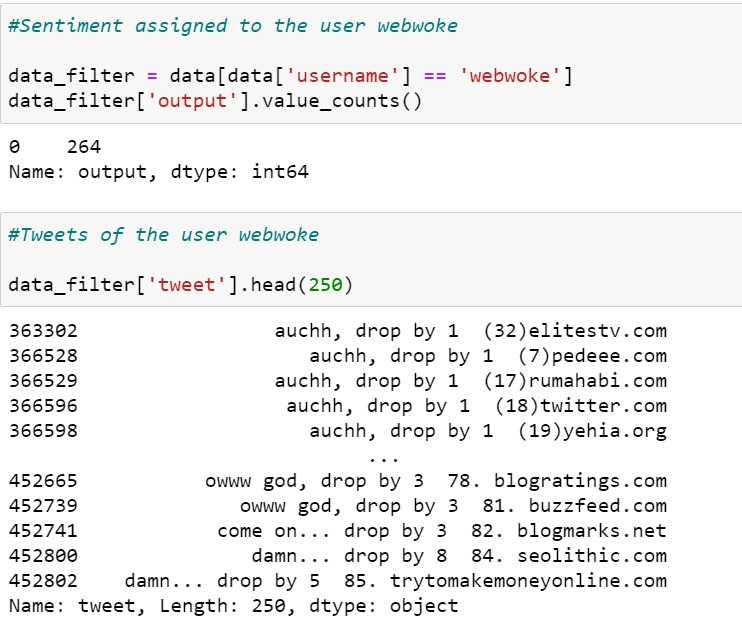 #Sentiment assigned to the user webwoke
data_filter = data[data['username'] == 'webwoke']
data_filter['output'].value_counts()
0    264
Name: output, dtype: int64
#Tweets of the user webwoke
data_filter['tweet'].head(250)
363302                 auchh, drop by 1  (32)elitestv.com
366528                    auchh, drop by 1  (7)pedeee.com
366529                 auchh, drop by 1  (17)rumahabi.com
366596                  auchh, drop by 1  (18)twitter.com
366598                    auchh, drop by 1  (19)yehia.org
...
452665           owww god, drop by 3  78. blogratings.com
452739              owww god, drop by 3  81. buzzfeed.com
452741            come on... drop by 3  82. blogmarks.net
452800               damn... drop by 8  84. seolithic.com
452802    damn... drop by 5  85. trytomakemoneyonline.com
Name: tweet, Length: 250, dtype: object